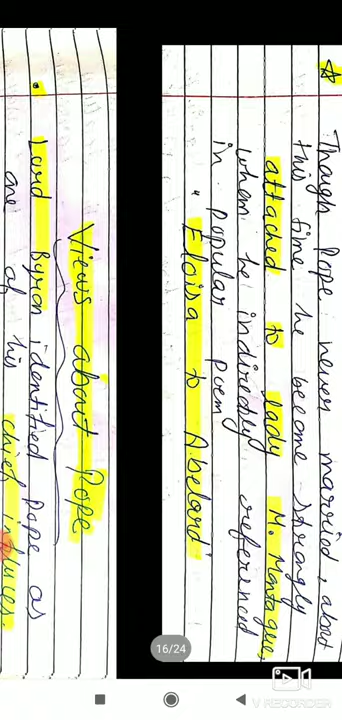 Though Pope never married, about
this time he become strongly
attached to lady M. Montague,
whom he indirectly referenced
in popular poem
"Eloisa to Abelard"
Views about Pope
Lord Byron identified Pope as
one of his chief influces.
16/24
V RECORDER